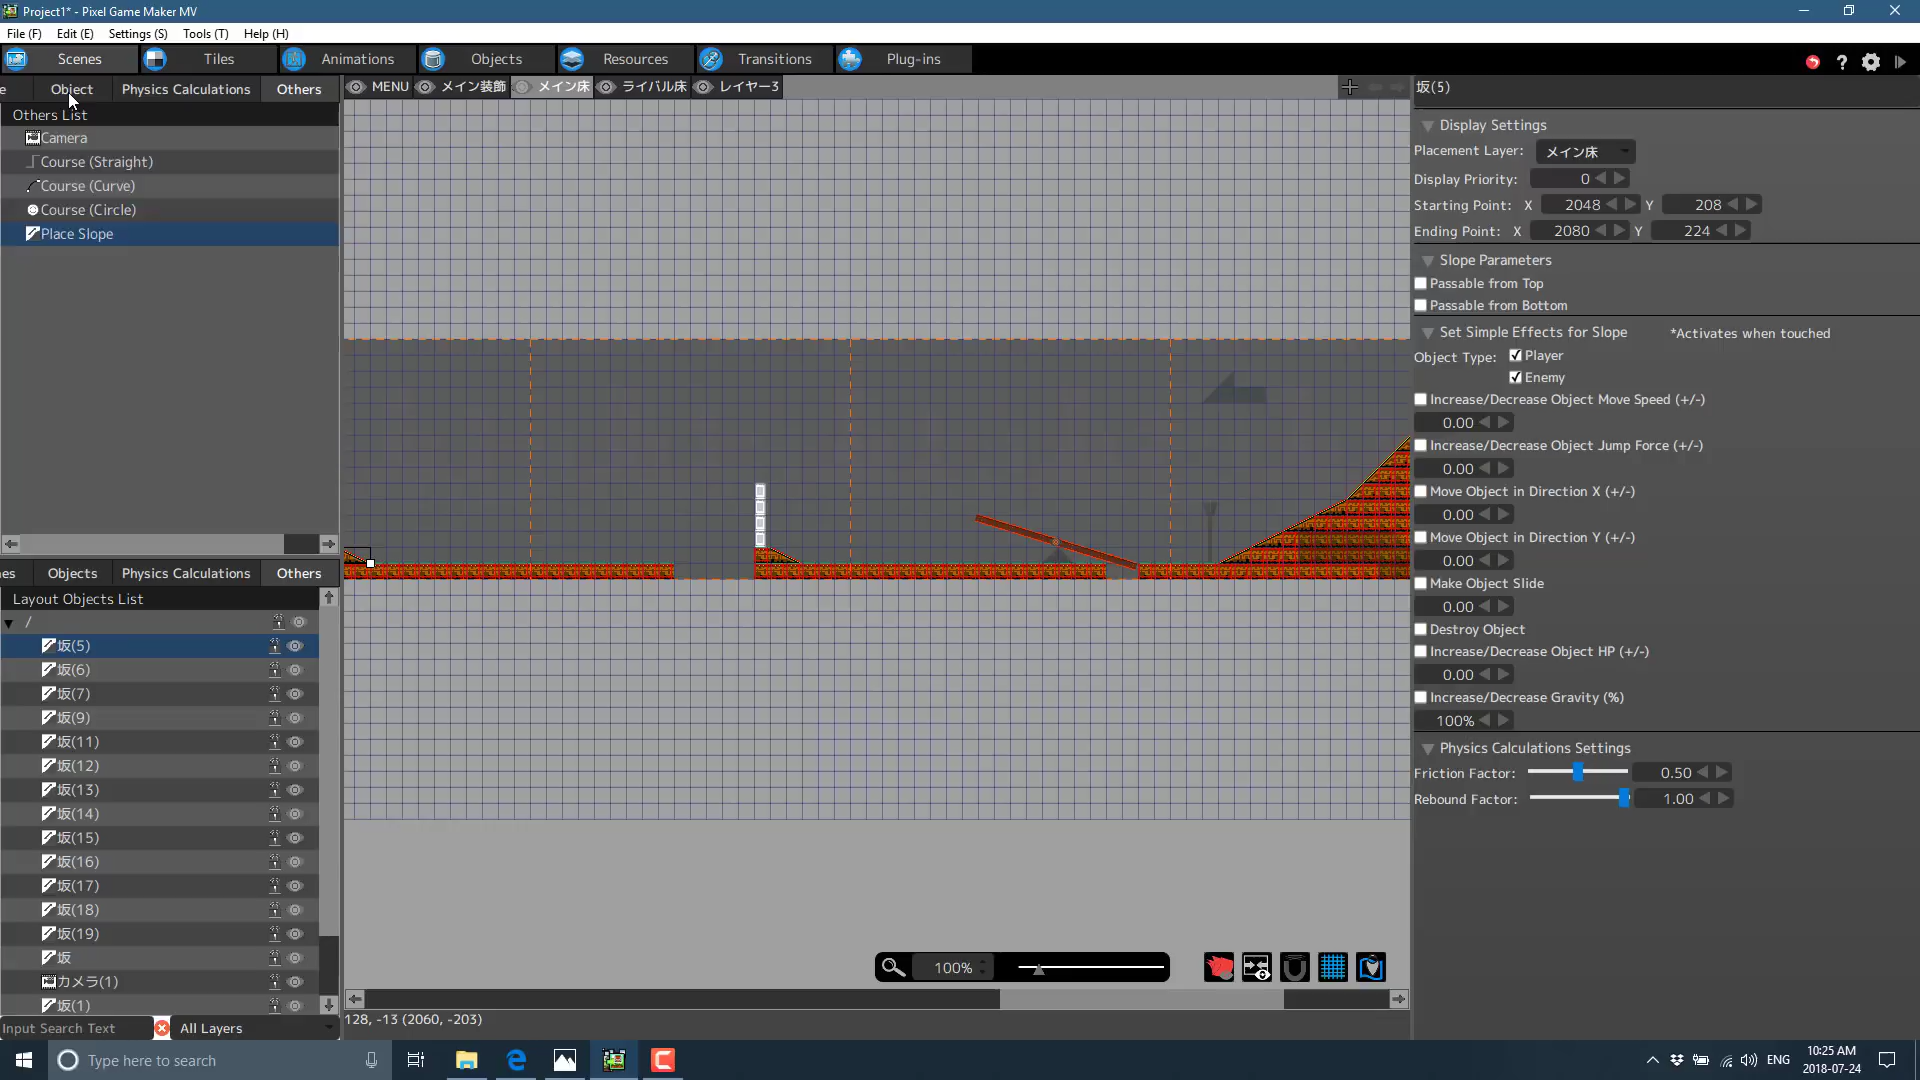 Project1* - Pixel Game Maker MV
File (F) Edit (E) Settings (S) Tools (T) Help (H)
Scenes Tiles Animations Objects Resources Transitions Plug-ins
e Object Physics Calculations Others
MENU メイン装飾 メイン床 ライバル床 レイヤー3
坂(5)
Others List
Camera
Course (Straight)
Course (Curve)
Course (Circle)
Place Slope
es Objects Physics Calculations Others
Layout Objects List
/
坂(5)
坂(6)
坂(7)
坂(9)
坂(11)
坂(12)
坂(13)
坂(14)
坂(15)
坂(16)
坂(17)
坂(18)
坂(19)
坂
カメラ(1)
坂(1)
Input Search Text All Layers
100%
128, -13 (2060, -203)
Display Settings
Placement Layer: メイン床
Display Priority: 0
Starting Point: X 2048 Y 208
Ending Point: X 2080 Y 224
Slope Parameters
Passable from Top
Passable from Bottom
Set Simple Effects for Slope *Activates when touched
Object Type: Player
Enemy
Increase/Decrease Object Move Speed (+/-)
0.00
Increase/Decrease Object Jump Force (+/-)
0.00
Move Object in Direction X (+/-)
0.00
Move Object in Direction Y (+/-)
0.00
Make Object Slide
0.00
Destroy Object
Increase/Decrease Object HP (+/-)
0.00
Increase/Decrease Gravity (%)
100%
Physics Calculations Settings
Friction Factor: 0.50
Rebound Factor: 1.00
Type here to search
ENG
10:25 AM
2018-07-24